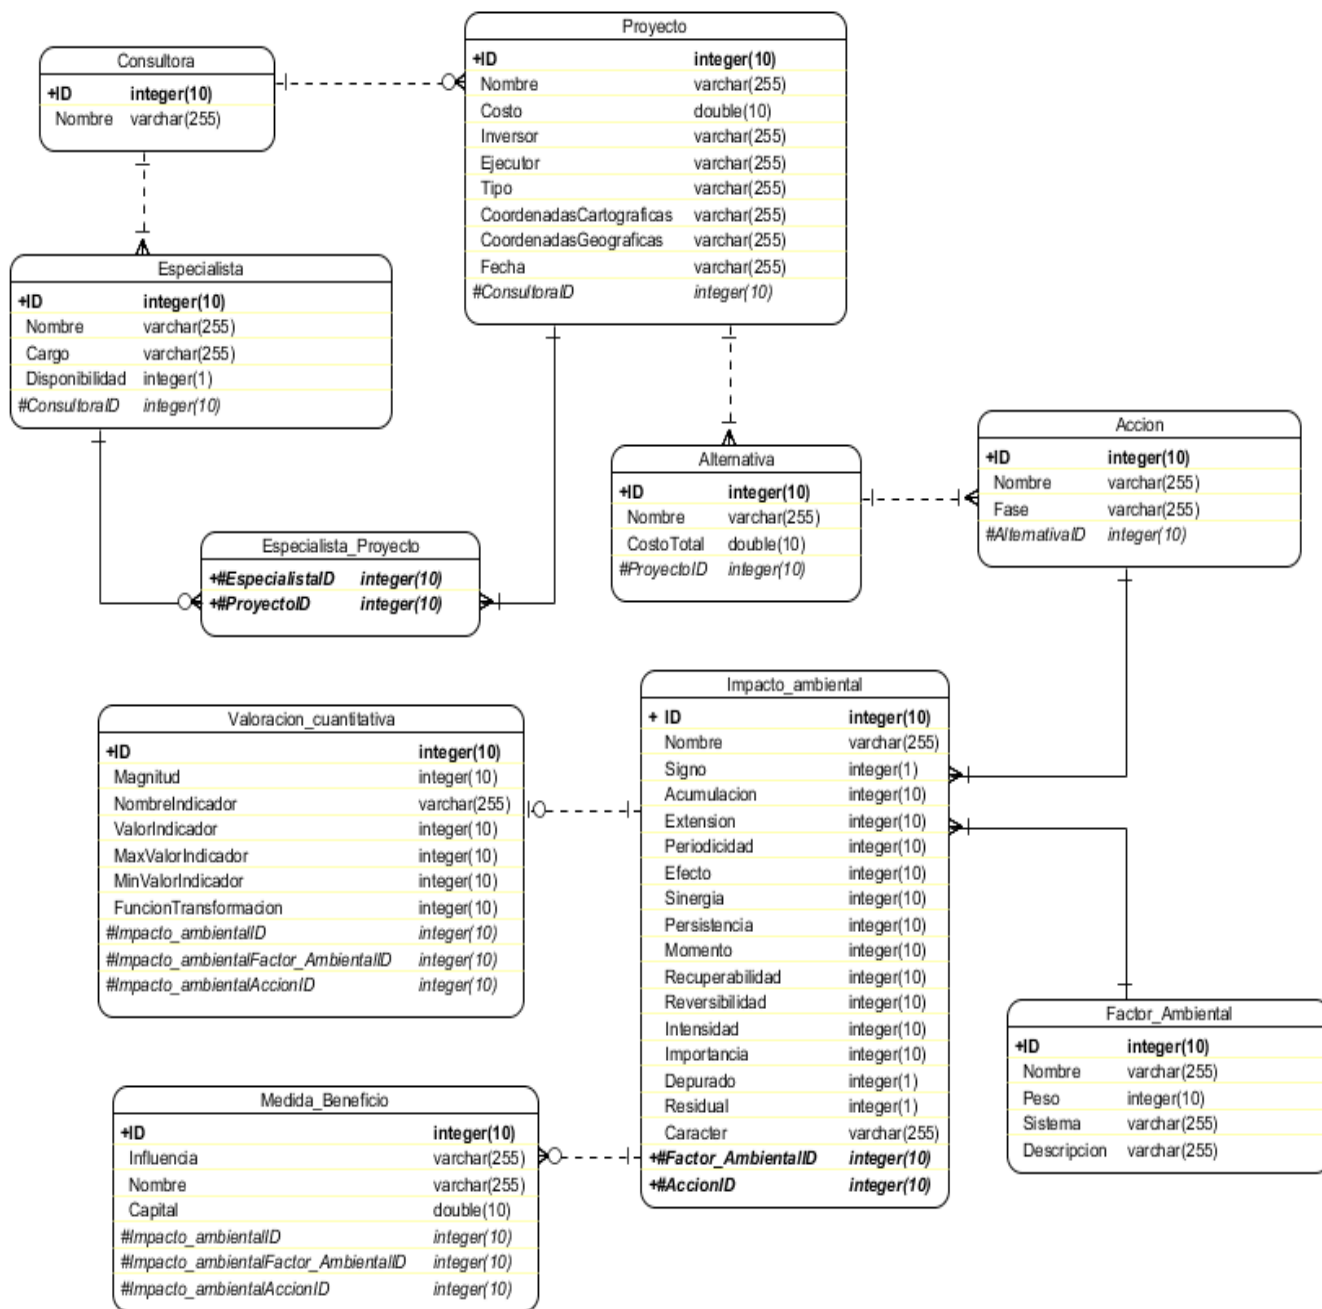 Consultora
+ID integer(10)
Nombre varchar(255)
Proyecto
+ID integer(10)
Nombre varchar(255)
Costo double(10)
Inversor varchar(255)
Ejecutor varchar(255)
Tipo varchar(255)
CoordenadasCartograficas varchar(255)
CoordenadasGeograficas varchar(255)
Fecha varchar(255)
#ConsultoraID integer(10)
Especialista
+ID integer(10)
Nombre varchar(255)
Cargo varchar(255)
Disponibilidad integer(1)
#ConsultoraID integer(10)
Alternativa
+ID integer(10)
Nombre varchar(255)
CostoTotal double(10)
#ProyectoID integer(10)
Accion
+ID integer(10)
Nombre varchar(255)
Fase varchar(255)
#AlternativaID integer(10)
Especialista_Proyecto
+#EspecialistaID integer(10)
+#ProyectoID integer(10)
Valoracion_cuantitativa
+ID integer(10)
Magnitud integer(10)
NombreIndicador varchar(255)
ValorIndicador integer(10)
MaxValorIndicador integer(10)
MinValorIndicador integer(10)
FuncionTransformacion integer(10)
#Impacto_ambientalID integer(10)
#Impacto_ambientalFactor_AmbientalID integer(10)
#Impacto_ambientalAccionID integer(10)
Impacto_ambiental
+ ID integer(10)
Nombre varchar(255)
Signo integer(1)
Acumulacion integer(10)
Extension integer(10)
Periodicidad integer(10)
Efecto integer(10)
Sinergia integer(10)
Persistencia integer(10)
Momento integer(10)
Recuperabilidad integer(10)
Reversibilidad integer(10)
Intensidad integer(10)
Importancia integer(10)
Depurado integer(1)
Residual integer(1)
Caracter varchar(255)
+#Factor_AmbientalID integer(10)
+#AccionID integer(10)
Factor_Ambiental
+ID integer(10)
Nombre varchar(255)
Peso integer(10)
Sistema varchar(255)
Descripcion varchar(255)
Medida_Beneficio
+ID integer(10)
Influencia varchar(255)
Nombre varchar(255)
Capital double(10)
#Impacto_ambientalID integer(10)
#Impacto_ambientalFactor_AmbientalID integer(10)
#Impacto_ambientalAccionID integer(10)